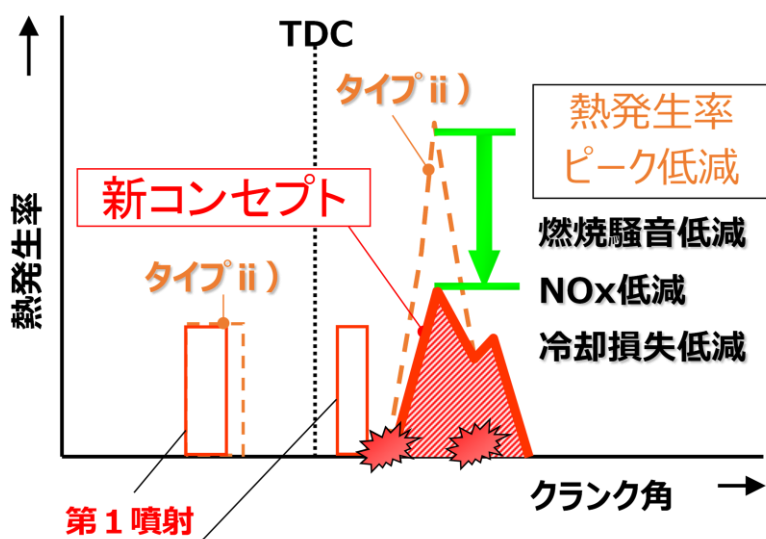 TDC
タイプⅱ）
熱発生率
ピーク低減
新コンセプト
燃焼騒音低減
タイプⅱ）
NOx低減
冷却損失低減
熱発生率
クランク角
第１噴射